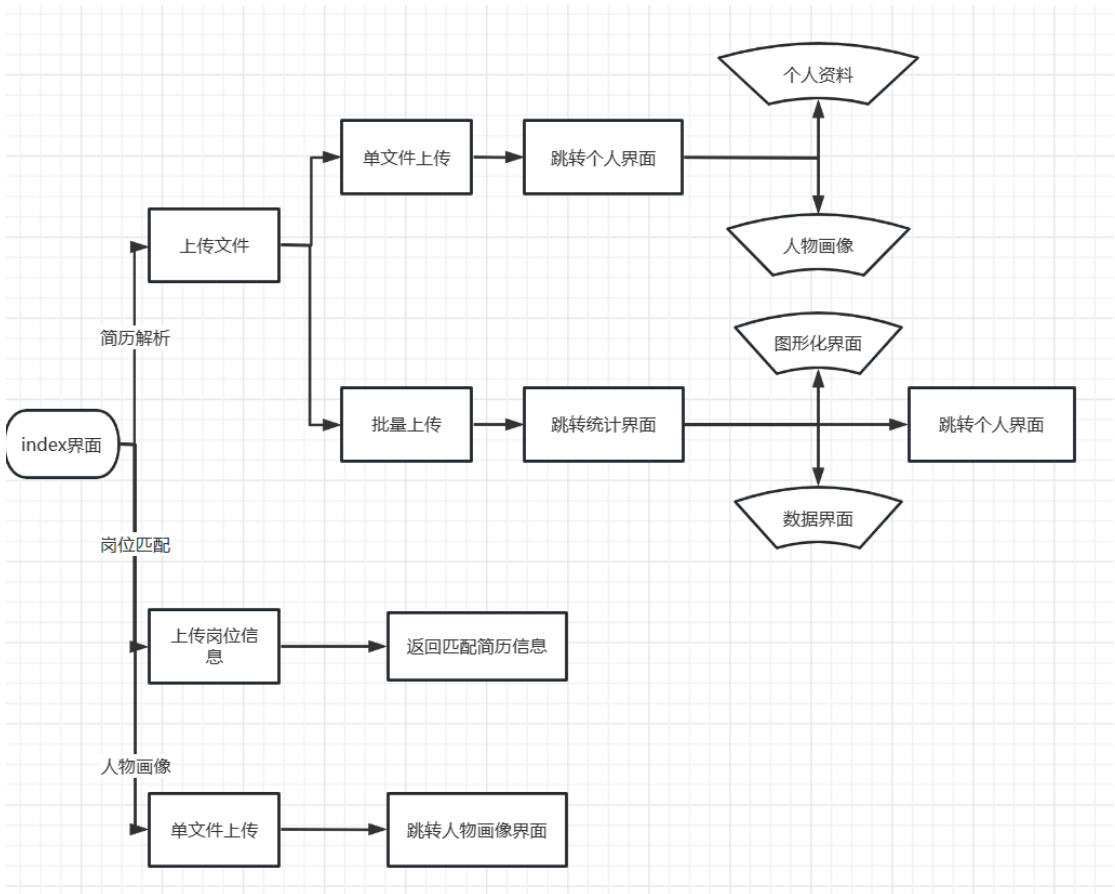 个人资料
单文件上传
跳转个人界面
上传文件
人物画像
简历解析
图形化界面
批量上传
跳转统计界面
跳转个人界面
index界面
数据界面
岗位匹配
上传岗位信
息
返回匹配简历信息
人物画像
单文件上传
跳转人物画像界面